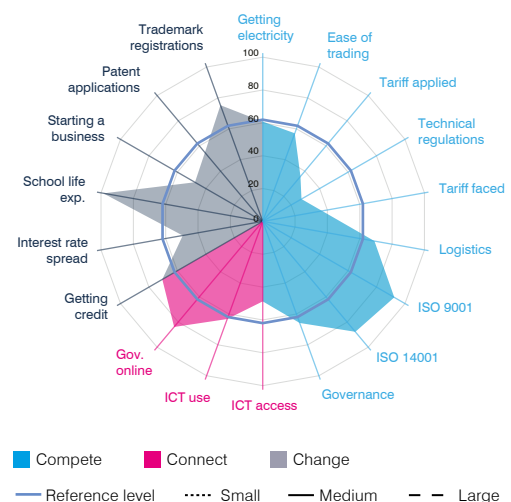 Getting
electricity
Trademark
registrations
Ease of
trading
100
Patent
applications
80
Tariff applied
Starting a
business
60
Technical
regulations
40
School life
exp.
20
Tariff faced
0
Interest rate
spread
Logistics
Getting
credit
ISO 9001
Gov.
online
ISO 14001
ICT use
ICT access
Governance
Compete
Connect
Change
Reference level
Small
Medium
Large